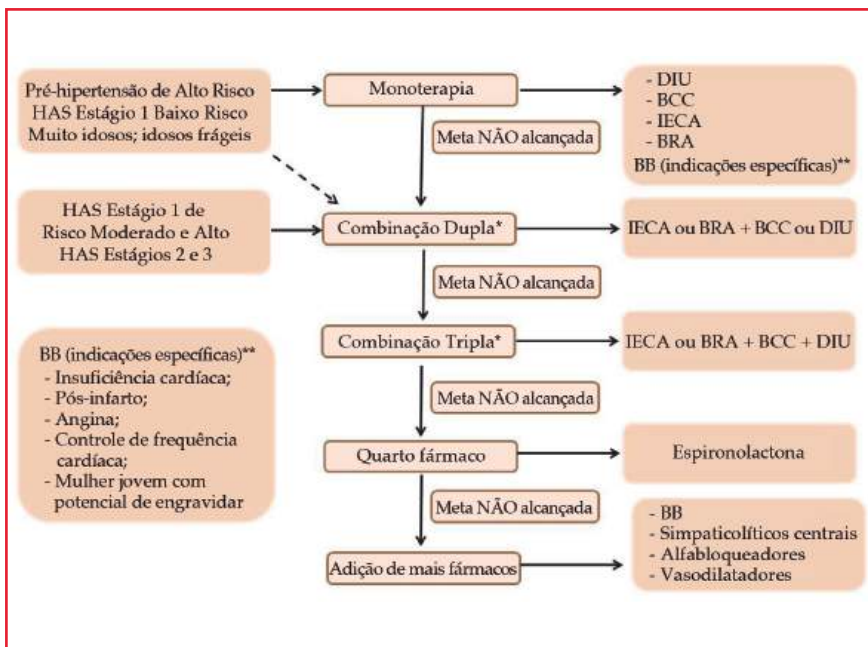 Pré-hipertensão de Alto Risco
HAS Estágio 1 Baixo Risco
Muito idosos; idosos frágeis
Monoterapia
- DIU
- BCC
- IECA
- BRA
BB (indicações específicas)**
Meta NÃO alcançada
HAS Estágio 1 de
Risco Moderado e Alto
HAS Estágios 2 e 3
Combinação Dupla*
IECA ou BRA + BCC ou DIU
Meta NÃO alcançada
Combinação Tripla*
IECA ou BRA + BCC + DIU
BB (indicações específicas)**
- Insuficiência cardíaca;
- Pós-infarto;
- Angina;
- Controle de frequência
cardíaca;
- Mulher jovem com
potencial de engravidar
Meta NÃO alcançada
Quarto fármaco
Espironolactona
Meta NÃO alcançada
Adição de mais fármacos
- BB
- Simpaticolíticos centrais
- Alfabloqueadores
- Vasodilatadores